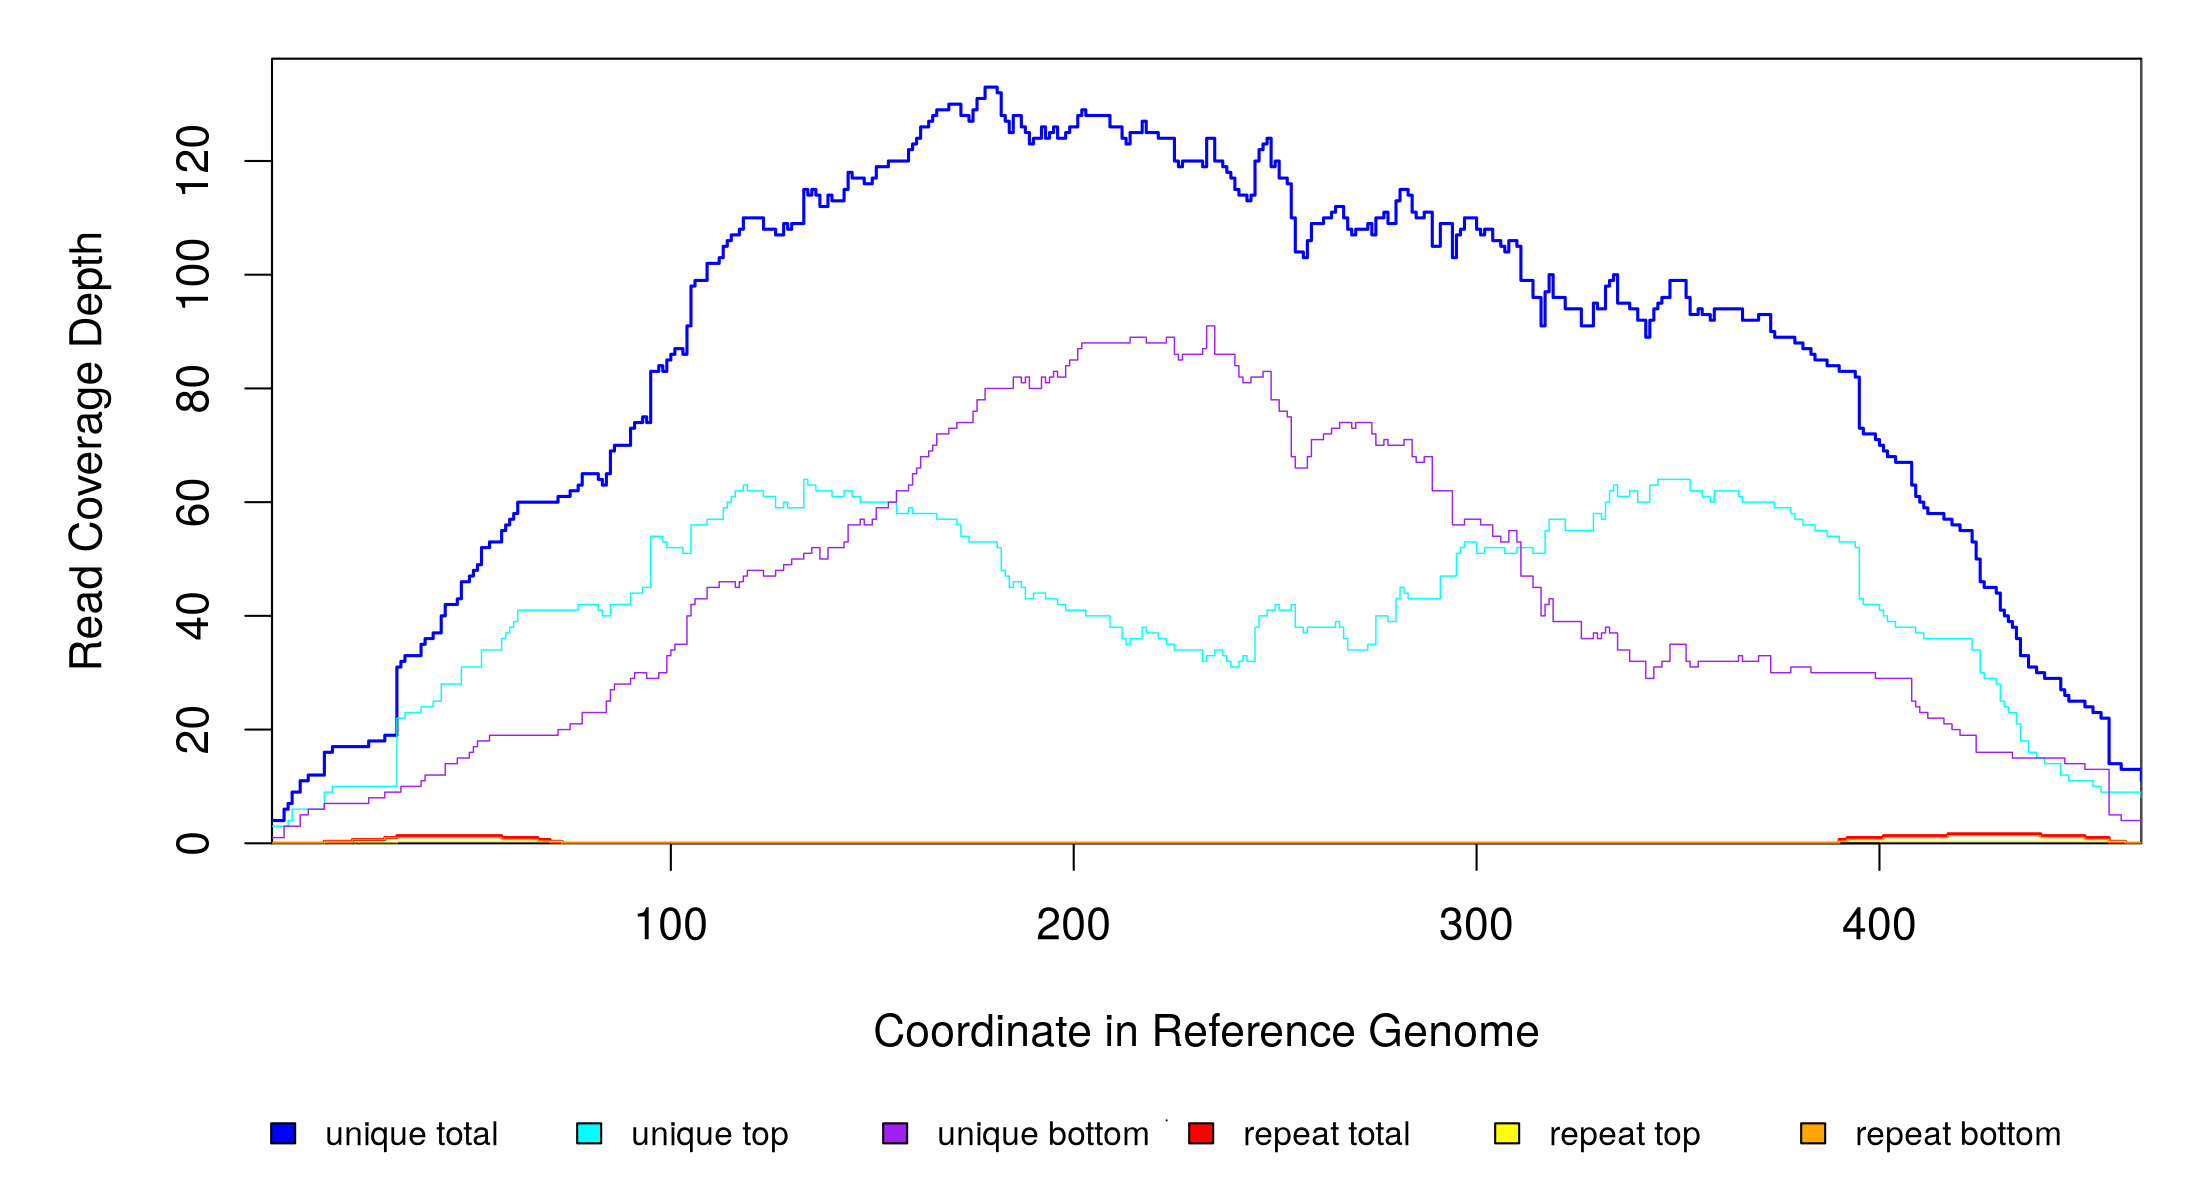 Read Coverage Depth
120
100
80
60
40
20
0
100 200 300 400
Coordinate in Reference Genome
unique total unique top unique bottom repeat total repeat top repeat bottom